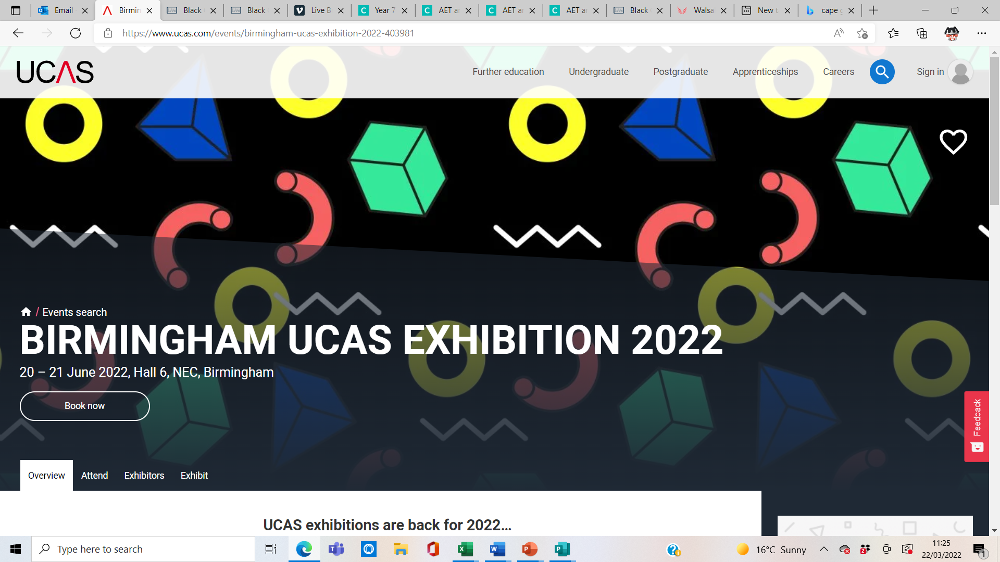 Email
Birmin
Black
Black
Live B
Year 7
AET a
AET a
AET a
Black
Walsa
New t
cape g
https://www.ucas.com/events/birmingham-ucas-exhibition-2022-403981
UCAS
Further education
Undergraduate
Postgraduate
Apprenticeships
Careers
Sign in
/ Events search
BIRMINGHAM UCAS EXHIBITION 2022
20 – 21 June 2022, Hall 6, NEC, Birmingham
Book now
Feedback
Overview
Attend
Exhibitors
Exhibit
UCAS exhibitions are back for 2022...
Type here to search
16°C Sunny
11:25
22/03/2022
1